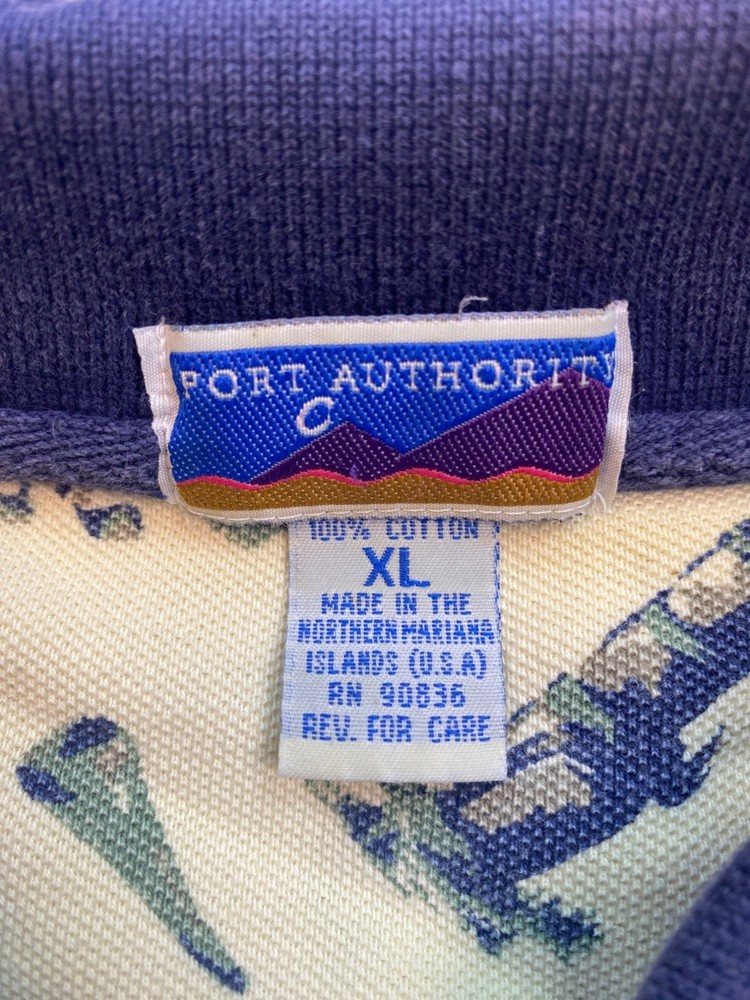 PORT AUTHORITY
100% COTTON
XL
MADE IN THE
NORTHERN MARIANA
ISLANDS (U.S.A)
RN 90836
REV. FOR CARE